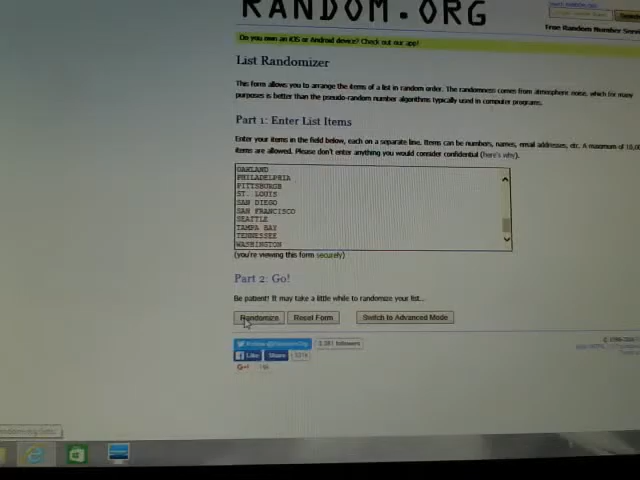 RANDOM.ORG
True Random Number Serv
Do you own an iOS or Android device? Check out our app!
List Randomizer
This form allows you to arrange the items of a list in random order. The randomness comes from atmospheric noise, which for many
purposes is better than the pseudo-random number algorithms typically used in computer programs.
Part 1: Enter List Items
Enter your items in the field below, each on a separate line. Items can be numbers, names, email addresses, etc. A maximum of 10,00
items are allowed. Please don't enter anything you would consider confidential (here's why).
OAKLAND
PHILADELPHIA
PITTSBURGH
ST. LOUIS
SAN DIEGO
SAN FRANCISCO
SEATTLE
TAMPA BAY
TENNESSEE
WASHINGTON
(you're viewing this form securely)
Part 2: Go!
Be patient! It may take a little while to randomize your list...
Randomize Reset Form Switch to Advanced Mode
followers
Like Share